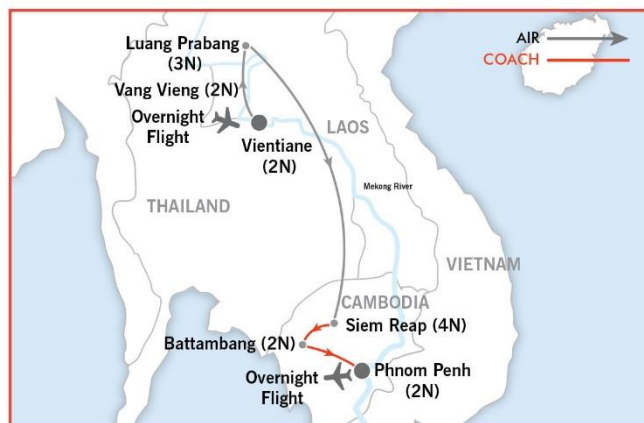 Luang Prabang
(3N)
Vang Vieng (2N)
Overnight
Flight
Vientiane
(2N)
AIR
COACH
LAOS
Mekong River
THAILAND
VIETNAM
CAMBODIA
Siem Reap (4N)
Battambang (2N)
Overnight
Flight
Phnom Penh
(2N)